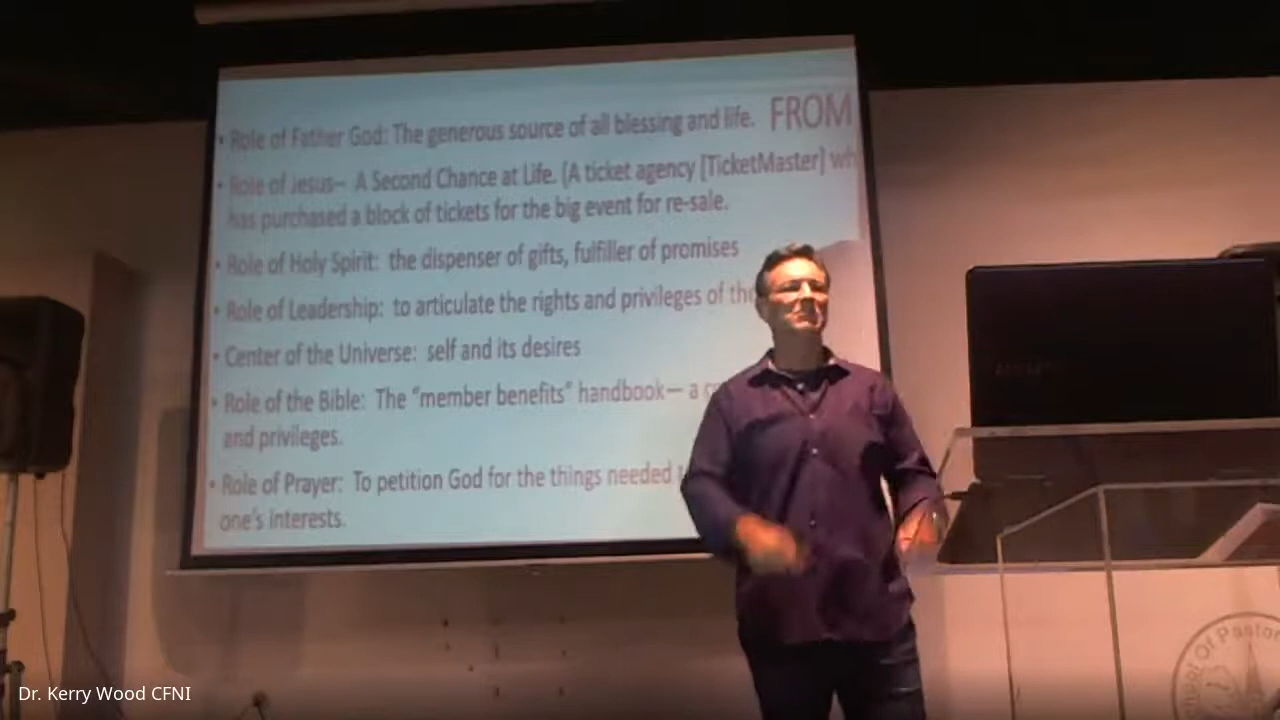 • Role of Father God: The generous source of all blessing and life. FROM
• Role of Jesus– A Second Chance at Life. (A ticket agency [TicketMaster] wh
has purchased a block of tickets for the big event for re-sale.
• Role of Holy Spirit: the dispenser of gifts, fulfiller of promises
• Role of Leadership: to articulate the rights and privileges of the
• Center of the Universe: self and its desires
• Role of the Bible: The “member benefits” handbook— a
and privileges.
• Role of Prayer: To petition God for the things needed
one's interests.
Of Pastor
Dr. Kerry Wood CFNI